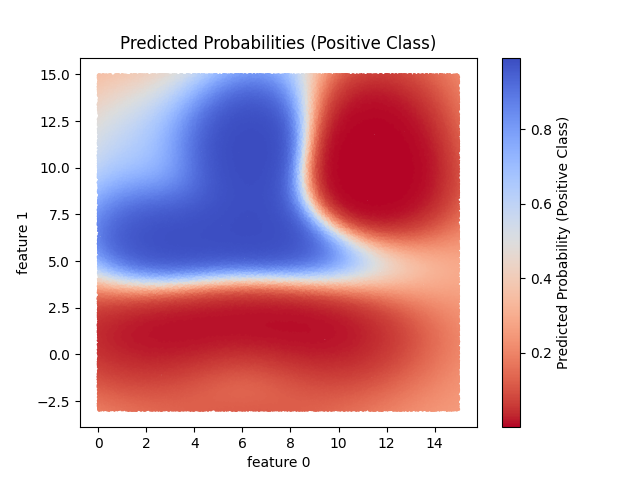 Predicted Probabilities (Positive Class)
15.0
12.5
10.0
7.5
5.0
2.5
0.0
−2.5
feature 1
0 2 4 6 8 10 12 14
feature 0
0.8
0.6
0.4
0.2
Predicted Probability (Positive Class)